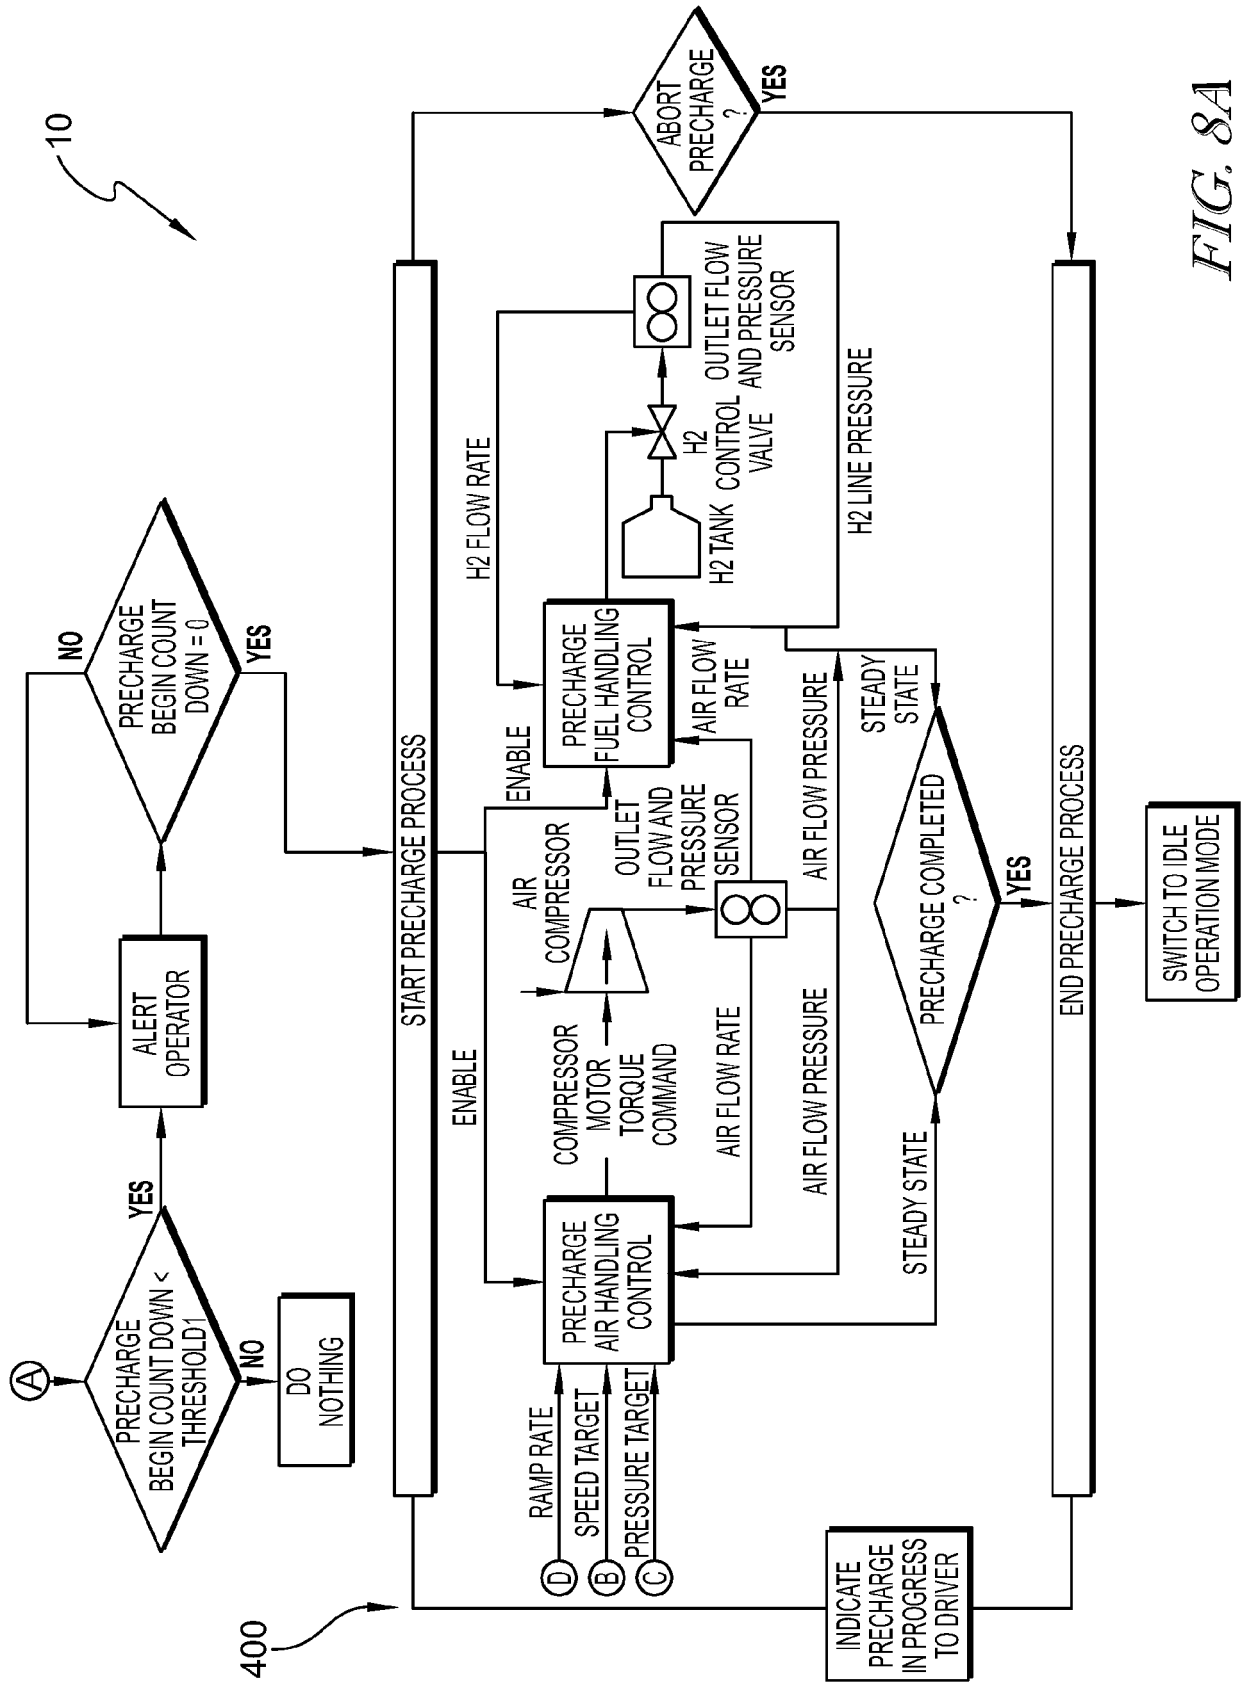 10
400
A
PRECHARGE
BEGIN COUNT DOWN <
THRESHOLD1
YES
NO
DO
NOTHING
ALERT
OPERATOR
PRECHARGE
BEGIN COUNT
DOWN = 0
NO
YES
START PRECHARGE PROCESS
ENABLE
ENABLE
D
RAMP RATE
B
SPEED TARGET
C
PRESSURE TARGET
PRECHARGE
AIR HANDLING
CONTROL
COMPRESSOR
MOTOR
TORQUE
COMMAND
AIR
COMPRESSOR
OUTLET
FLOW AND
PRESSURE
SENSOR
AIR FLOW RATE
AIR FLOW PRESSURE
AIR FLOW
RATE
AIR FLOW PRESSURE
PRECHARGE
FUEL HANDLING
CONTROL
H2 FLOW RATE
H2 TANK
H2
CONTROL
VALVE
OUTLET FLOW
AND PRESSURE
SENSOR
H2 LINE PRESSURE
STEADY STATE
STEADY
STATE
PRECHARGE COMPLETED
?
YES
ABORT
PRECHARGE
?
YES
INDICATE
PRECHARGE
IN PROGRESS
TO DRIVER
END PRECHARGE PROCESS
SWITCH TO IDLE
OPERATION MODE
FIG. 8A